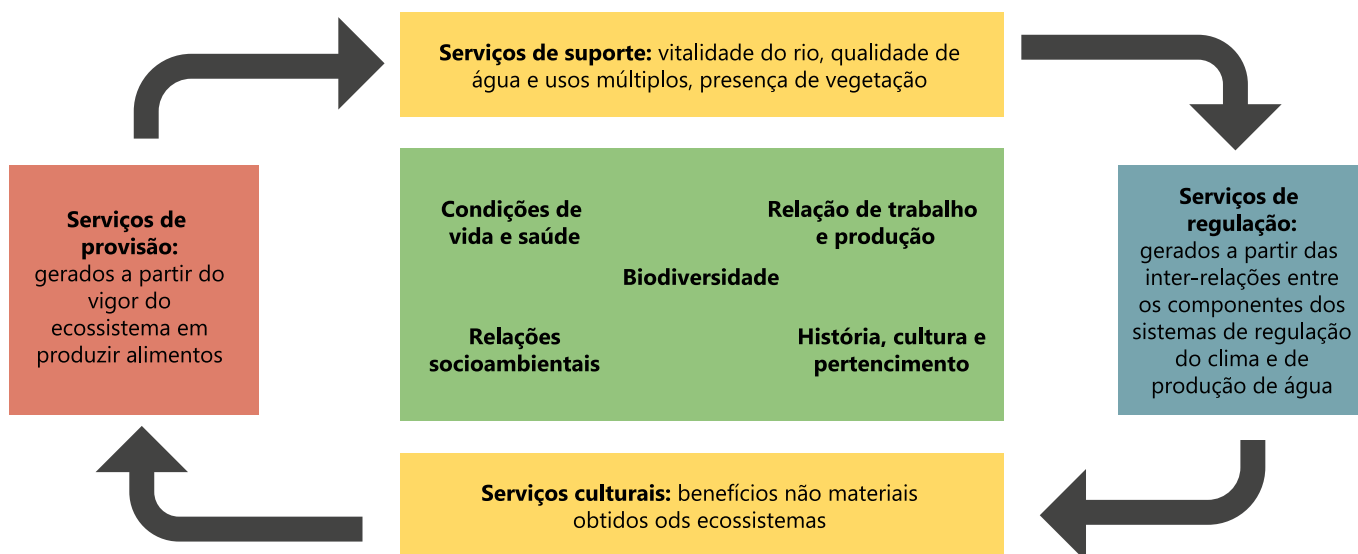 Serviços de suporte: vitalidade do rio, qualidade de
água e usos múltiplos, presença de vegetação
Serviços de
provisão:
gerados a partir do
vigor do
ecossistema em
produzir alimentos
Condições de
vida e saúde
Relação de trabalho
e produção
Biodiversidade
Relações
socioambientais
História, cultura e
pertencimento
Serviços de
regulação:
gerados a partir das
inter-relações entre
os componentes dos
sistemas de regulação
do clima e de
produção de água
Serviços culturais: benefícios não materiais
obtidos ods ecossistemas